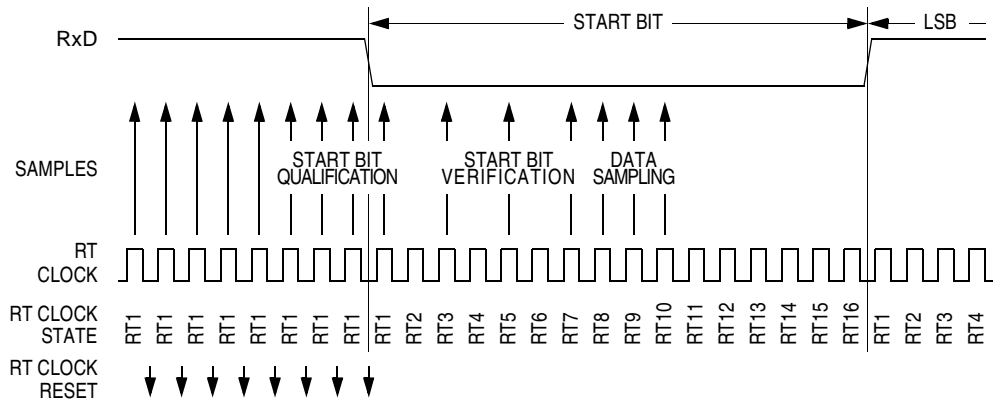 START BIT
LSB
RxD
SAMPLES
START BIT
QUALIFICATION
START BIT
VERIFICATION
DATA
SAMPLING
RT
CLOCK
RT CLOCK
STATE
RT1 RT1 RT1 RT1 RT1 RT1 RT1 RT1 RT1 RT2 RT3 RT4 RT5 RT6 RT7 RT8 RT9 RT10 RT11 RT12 RT13 RT14 RT15 RT16 RT1 RT2 RT3 RT4
RT CLOCK
RESET